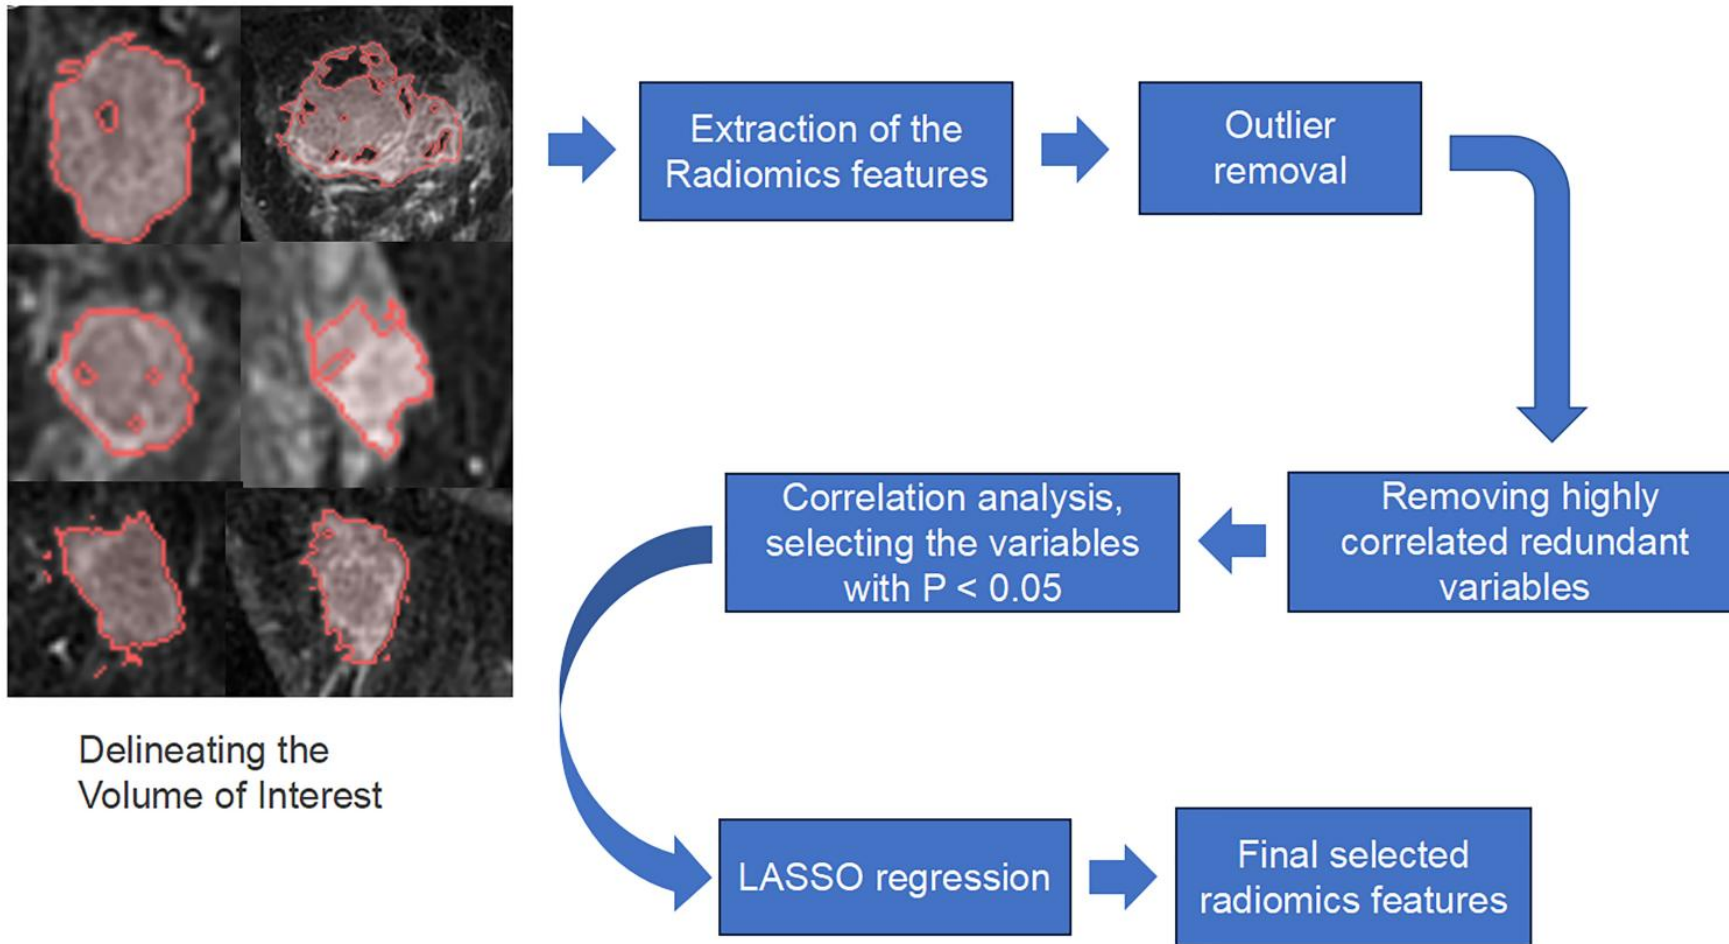 Extraction of the
Radiomics features
Outlier
removal
Removing highly
correlated redundant
variables
Correlation analysis,
selecting the variables
with P < 0.05
Delineating the
Volume of Interest
LASSO regression
Final selected
radiomics features